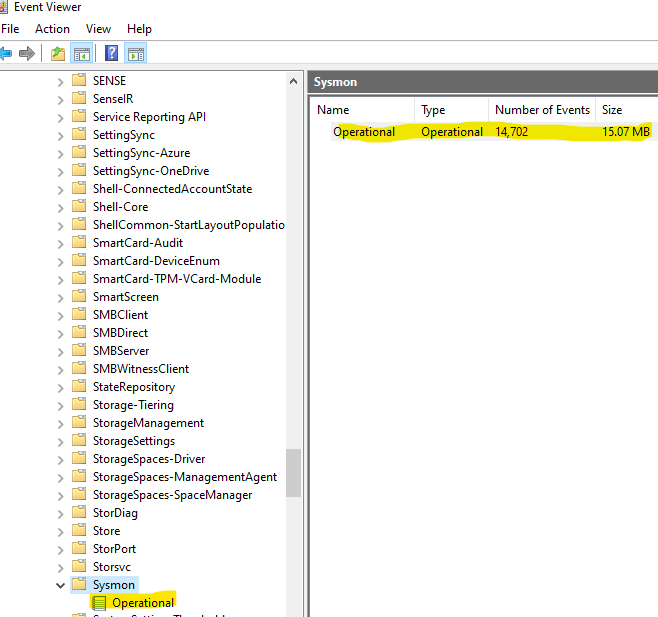 Event Viewer
File Action View Help
SENSE
SenseIR
Service Reporting API
SettingSync
SettingSync-Azure
SettingSync-OneDrive
Shell-ConnectedAccountState
Shell-Core
ShellCommon-StartLayoutPopulatio
SmartCard-Audit
SmartCard-DeviceEnum
SmartCard-TPM-VCard-Module
SmartScreen
SMBClient
SMBDirect
SMBServer
SMBWitnessClient
StateRepository
Storage-Tiering
StorageManagement
StorageSettings
StorageSpaces-Driver
StorageSpaces-ManagementAgent
StorageSpaces-SpaceManager
StorDiag
Store
StorPort
Storsvc
Sysmon
Operational
Sysmon
Name Type Number of Events Size
Operational Operational 14,702 15.07 MB